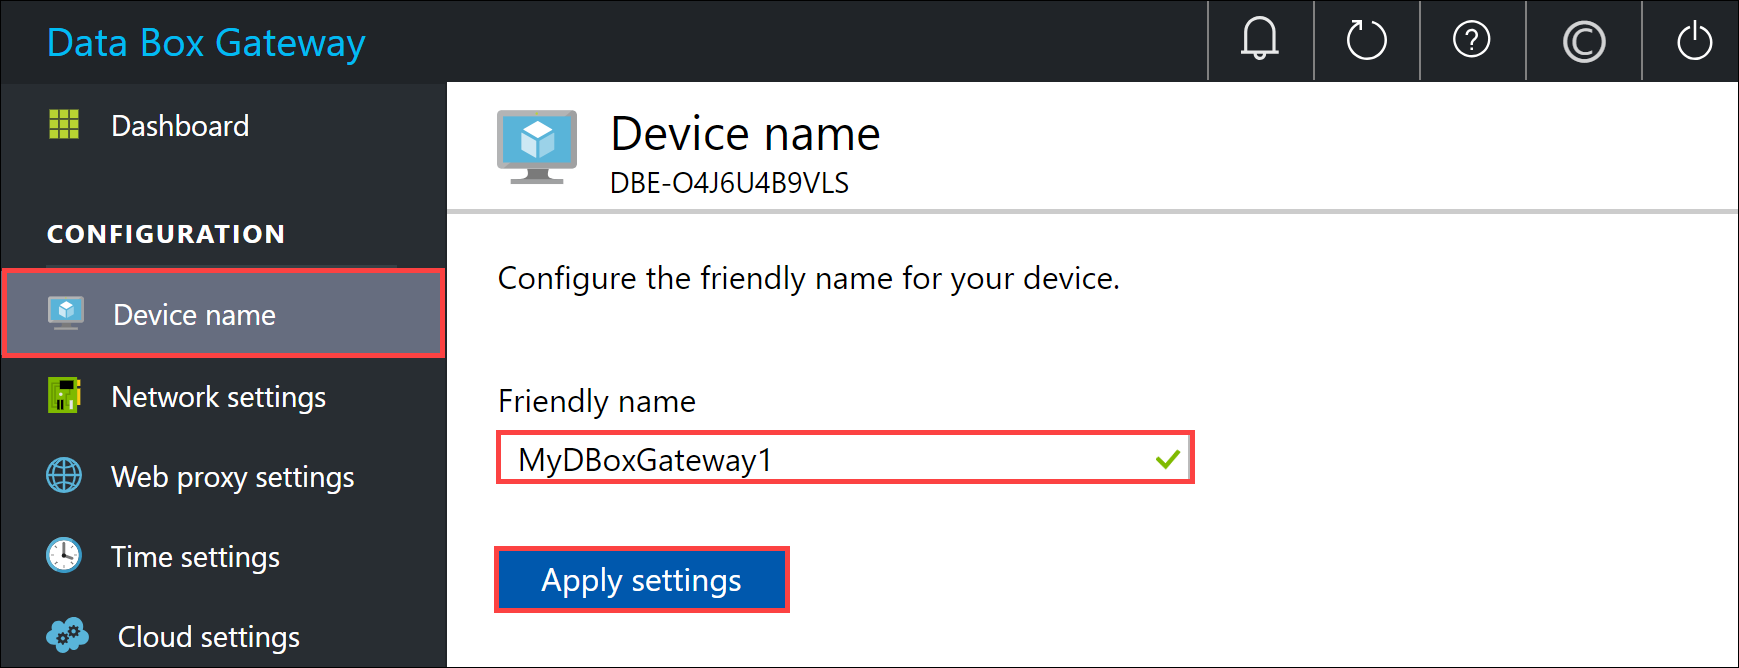 Data Box Gateway
Dashboard
CONFIGURATION
Device name
Network settings
Web proxy settings
Time settings
Cloud settings
Device name
DBE-O4J6U4B9VLS
Configure the friendly name for your device.
Friendly name
MyDBoxGateway1
Apply settings